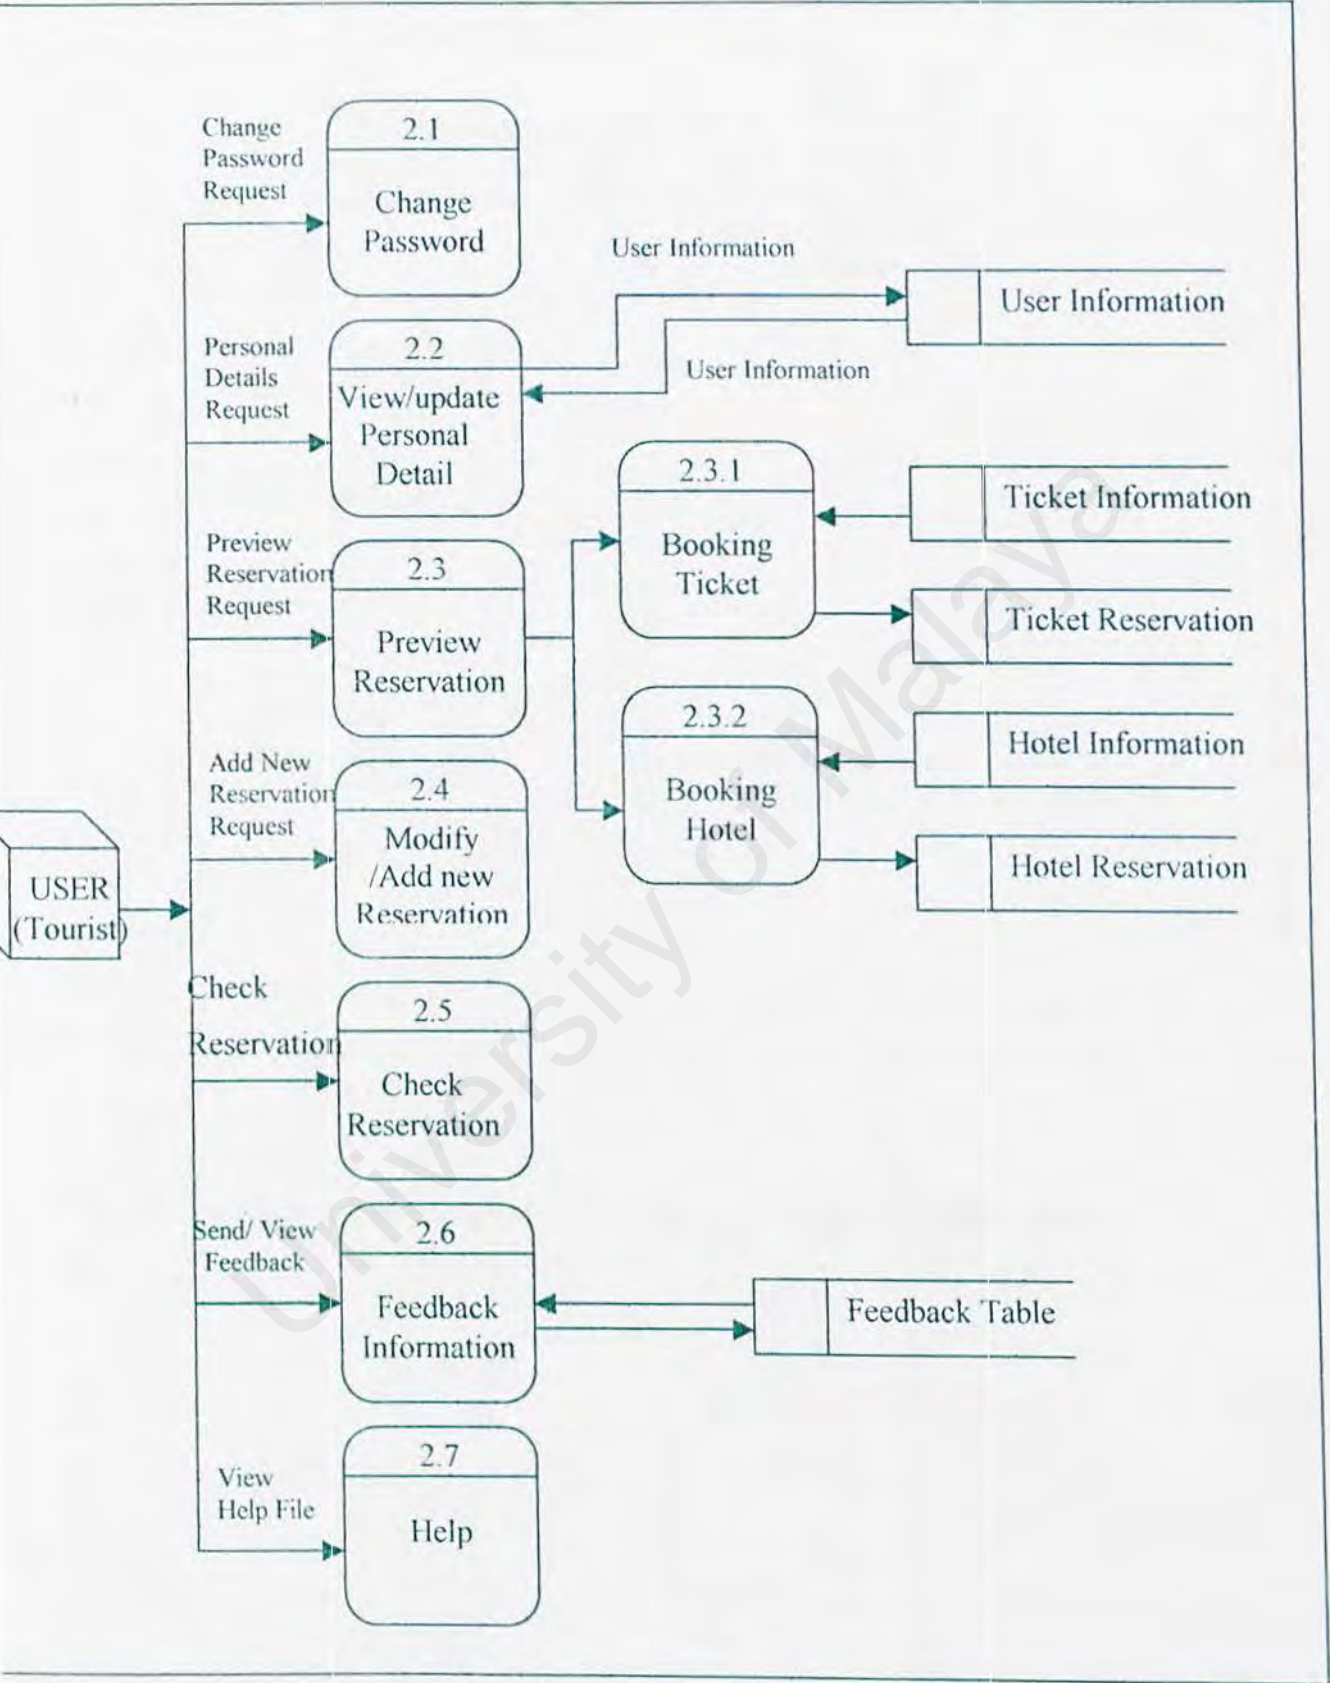 Change
Password
Request
2.1
Change
Password
User Information
User Information
Personal
Details
Request
2.2
View/update
Personal
Detail
User Information
Preview
Reservation
Request
2.3
Preview
Reservation
2.3.1
Booking
Ticket
Ticket Information
Ticket Reservation
2.3.2
Booking
Hotel
Hotel Information
Hotel Reservation
Add New
Reservation
Request
2.4
Modify
/Add new
Reservation
USER
(Tourist)
Check
Reservation
2.5
Check
Reservation
Send/ View
Feedback
2.6
Feedback
Information
Feedback Table
View
Help File
2.7
Help
University of Malaya